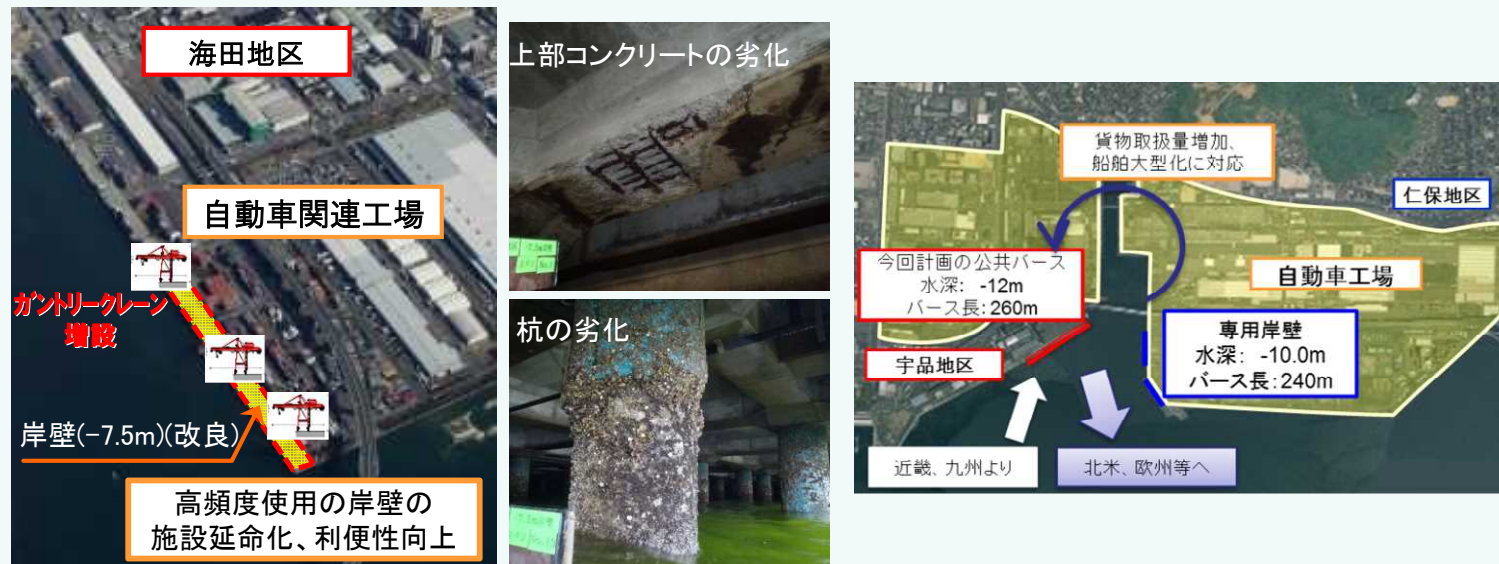 海田地区
自動車関連工場
ガントリークレーン
増設
岸壁(-7.5m)(改良)
高頻度使用の岸壁の
施設延命化、利便性向上
上部コンクリートの劣化
杭の劣化
貨物取扱量増加、
船舶大型化に対応
仁保地区
今回計画の公共バース
水深: -12m
バース長:260m
自動車工場
専用岸壁
水深: -10.0m
バース長:240m
宇品地区
近畿、九州より
北米、欧州等へ